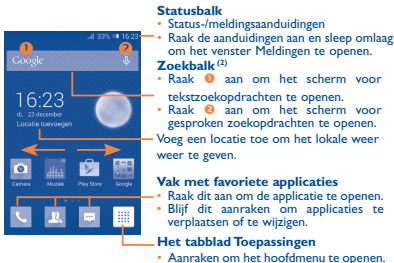 33% 16:23
Google
1
2
16:23
di, 23 december
Locatie toevoegen
Camera Muziek Play Store Google
Statusbalk
• Status-/meldingsaanduidingen
• Raak de aanduidingen aan en sleep omlaag
om het venster Meldingen te openen.
Zoekbalk (2)
• Raak 1 aan om het scherm voor
tekstzoekopdrachten te openen.
• Raak 2 aan om het scherm voor
gesproken zoekopdrachten te openen.
Voeg een locatie toe om het lokale weer
weer te geven.
Vak met favoriete applicaties
• Raak dit aan om de applicatie te openen.
• Blijf dit aanraken om applicaties te
verplaatsen of te wijzigen.
Het tabblad Toepassingen
• Aanraken om het hoofdmenu te openen.